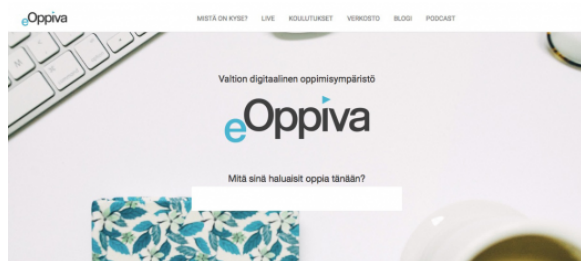 eOppiva
MISTÄ ON KYSE? LIVE KOULUTUKSET VERKOSTO BLOGI PODCAST
Valtion digitaalinen oppimisympäristö
eOppiva
Mitä sinä haluaisit oppia tänään?